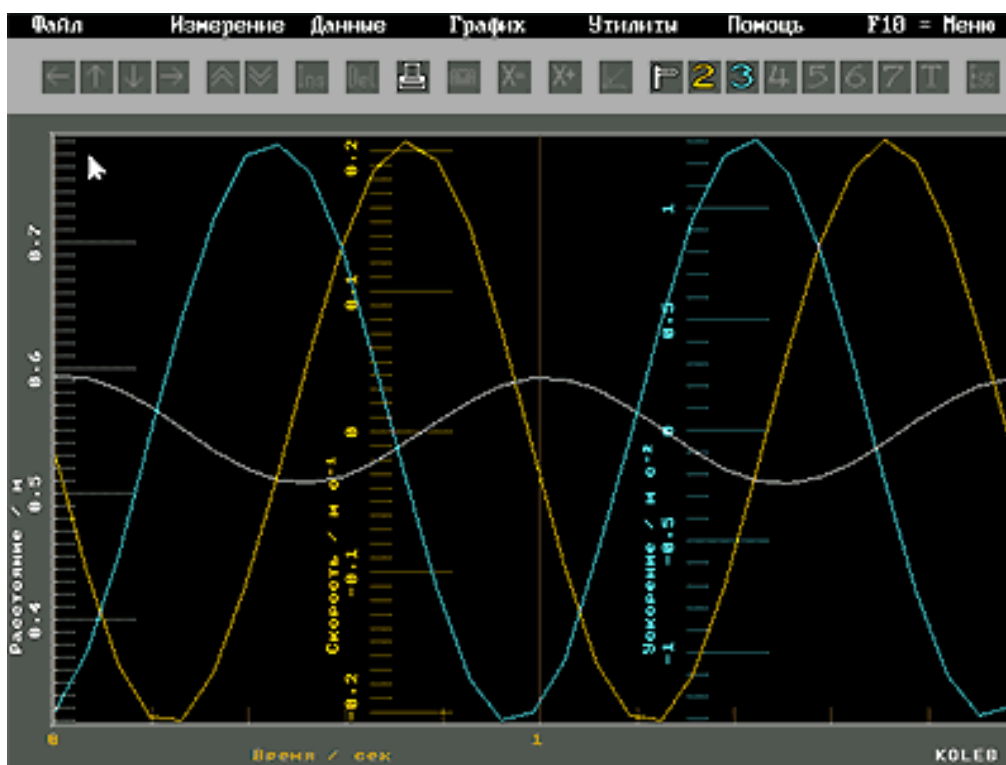 Файл Измерение Данные График Утилиты Помощь F10 = Меню
Ins Del X- X+ 2 3 4 5 6 7 T Esc
Расстояние / м
0.4 0.5 0.6 0.7
Скорость / м с-1
-0.2 -0.1 0 0.1 0.2
Ускорение / м с-2
-1 -0.5 0 0.5 1
0 1
Время / сек
KOLEB